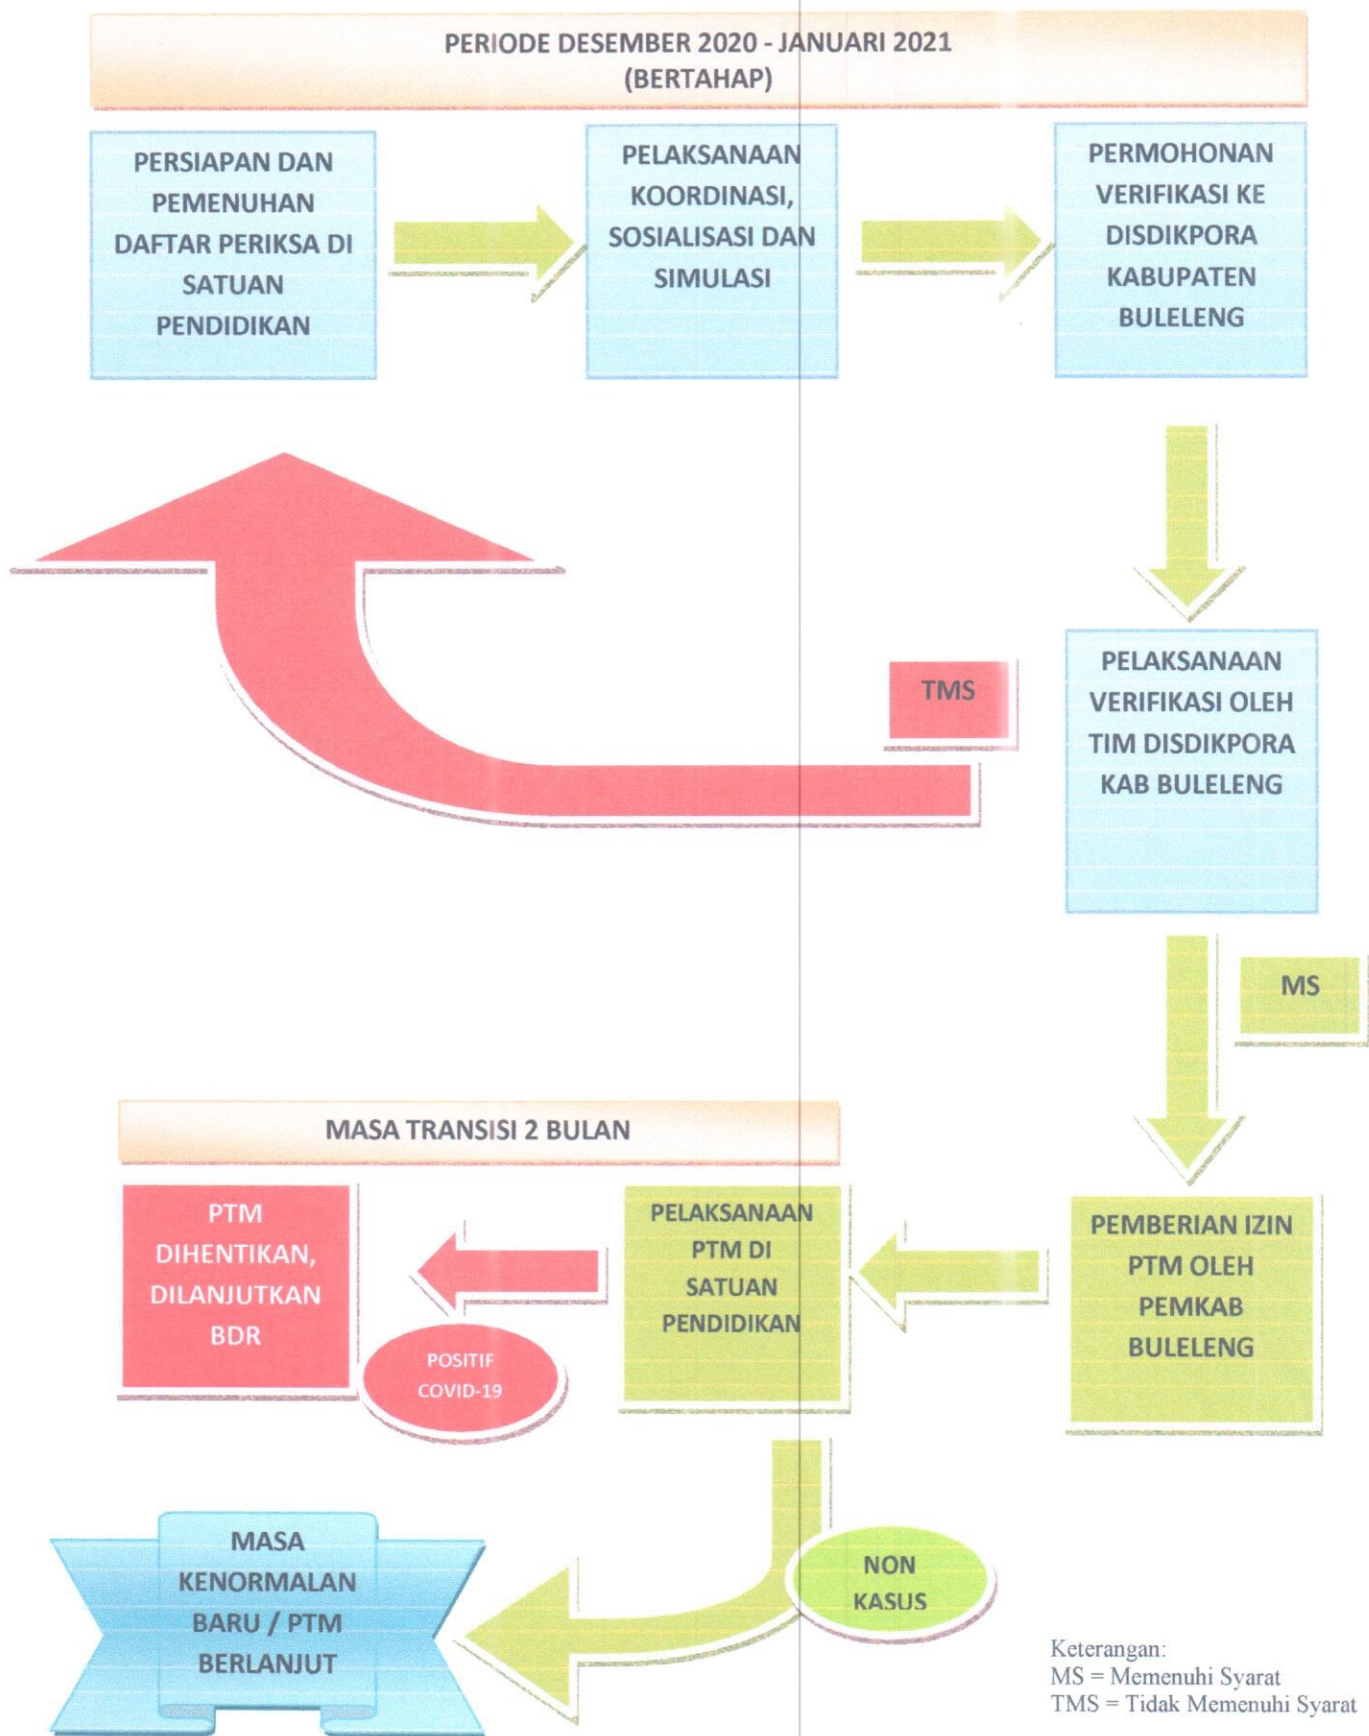 PERIODE DESEMBER 2020 - JANUARI 2021
(BERTAHAP)
PERSIAPAN DAN
PEMENUHAN
DAFTAR PERIKSA DI
SATUAN
PENDIDIKAN
PELAKSANAAN
KOORDINASI,
SOSIALISASI DAN
SIMULASI
PERMOHONAN
VERIFIKASI KE
DISDIKPORA
KABUPATEN
BULELENG
PELAKSANAAN
VERIFIKASI OLEH
TIM DISDIKPORA
KAB BULELENG
TMS
MS
MASA TRANSISI 2 BULAN
PTM
DIHENTIKAN,
DILANJUTKAN
BDR
POSITIF
COVID-19
PELAKSANAAN
PTM DI
SATUAN
PENDIDIKAN
PEMBERIAN IZIN
PTM OLEH
PEMKAB
BULELENG
MASA
KENORMALAN
BARU / PTM
BERLANJUT
NON
KASUS
Keterangan:
MS = Memenuhi Syarat
TMS = Tidak Memenuhi Syarat